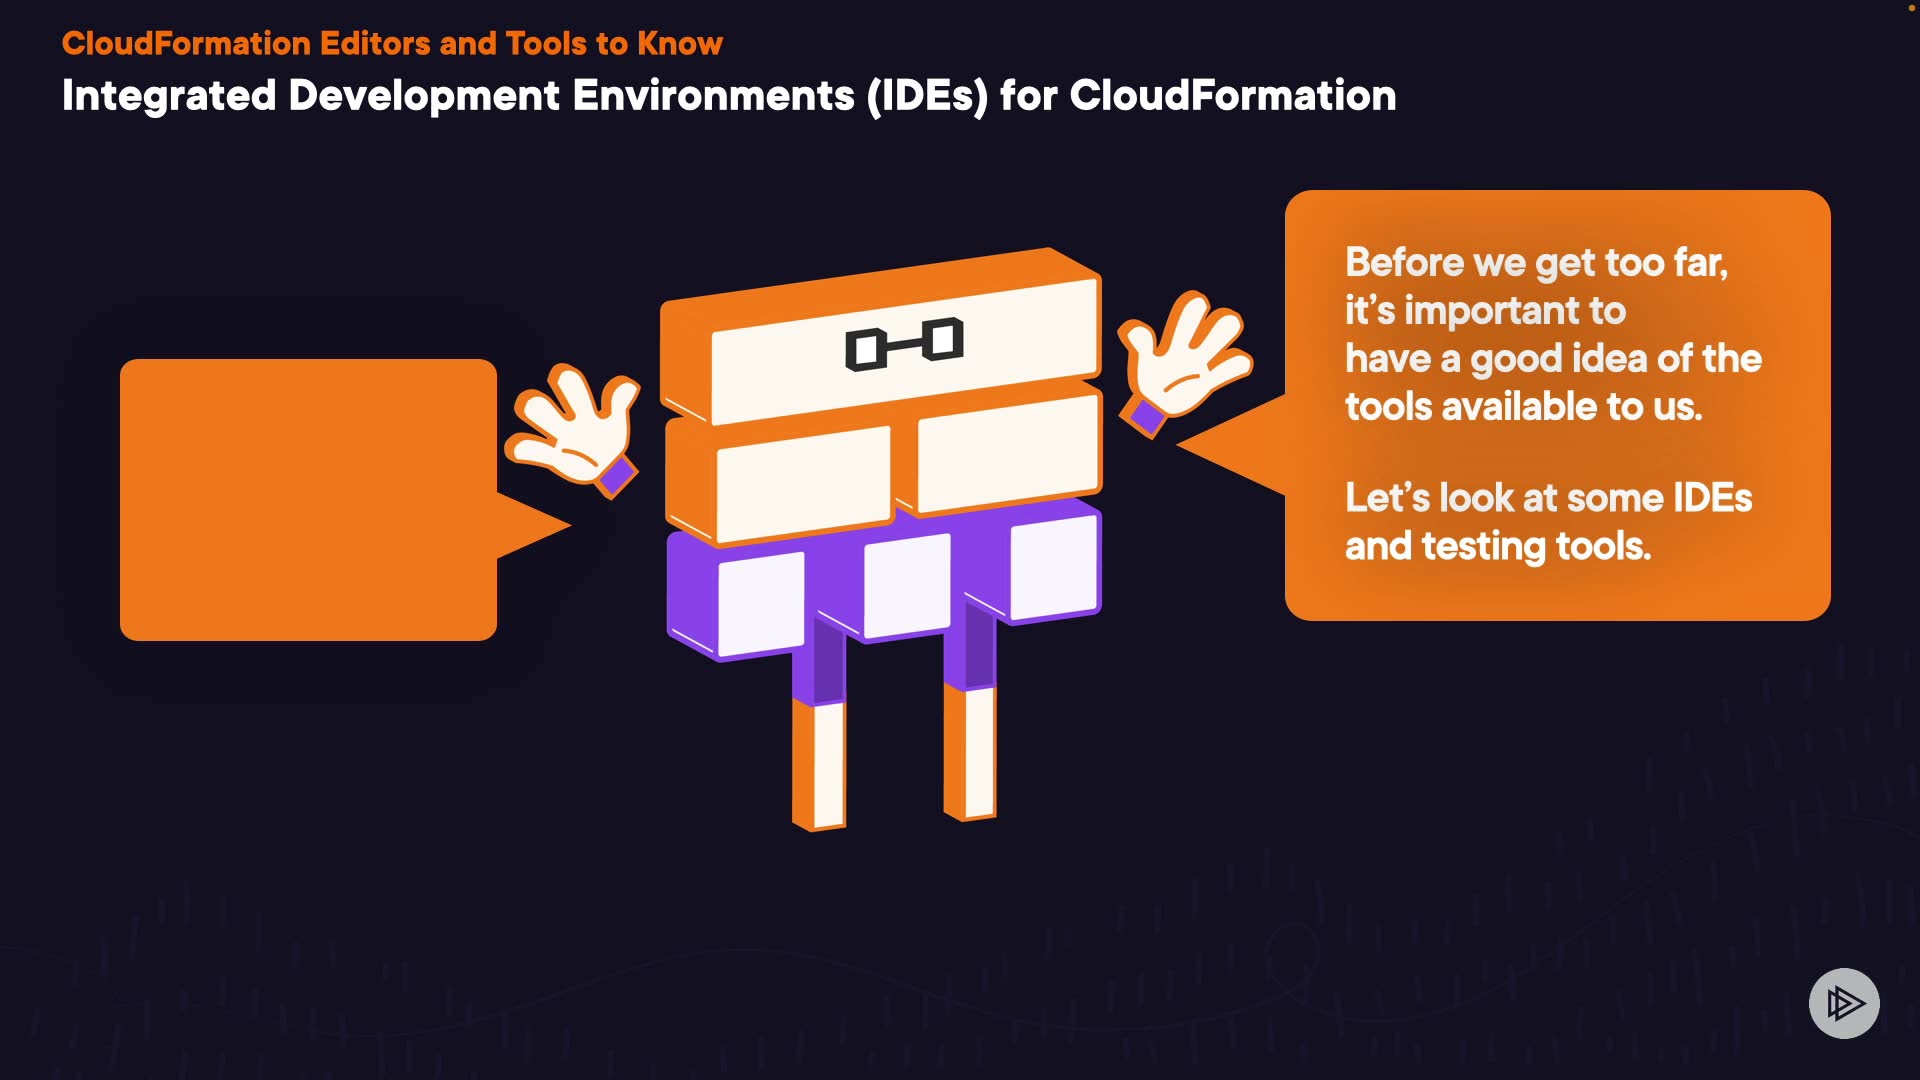 CloudFormation Editors and Tools to Know
Integrated Development Environments (IDEs) for CloudFormation
Before we get too far,
it's important to
have a good idea of the
tools available to us.
Let's look at some IDEs
and testing tools.